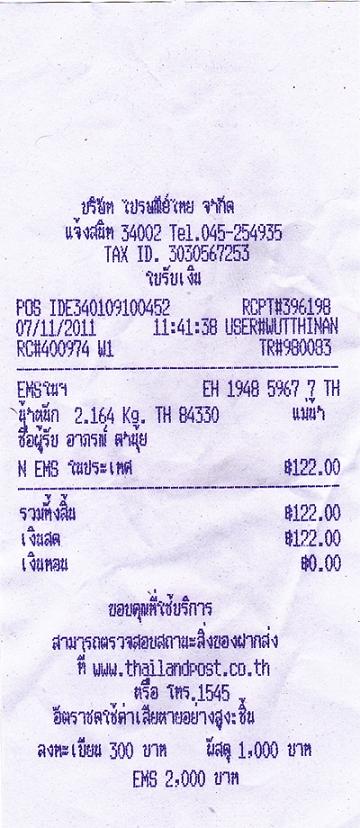 บริษัท ไปรษณีย์ไทย จำกัด
แจ้งสนิท 34002 Tel.045-254935
TAX ID. 3030567253
ใบรับเงิน
POS IDE340109100452 RCPT#396198
07/11/2011 11:41:38 USER#WUTTHINAN
RC#400974 W1 TR#980083
EMSในฯ EH 1948 5967 7 TH
น้ำหนัก 2.164 Kg. TH 84330 แม่น้ำ
ชื่อผู้รับ อาภรณ์ ดำนุ้ย
N EMS ในประเทศ ฿122.00
รวมทั้งสิ้น ฿122.00
เงินสด ฿122.00
เงินทอน ฿0.00
ขอบคุณที่ใช้บริการ
สามารถตรวจสอบสถานะสิ่งของฝากส่ง
ที่ www.thailandpost.co.th
หรือ โทร.1545
อัตราชดใช้ค่าเสียหายอย่างสูง:ชิ้น
ลงทะเบียน 300 บาท พัสดุ 1,000 บาท
EMS 2,000 บาท